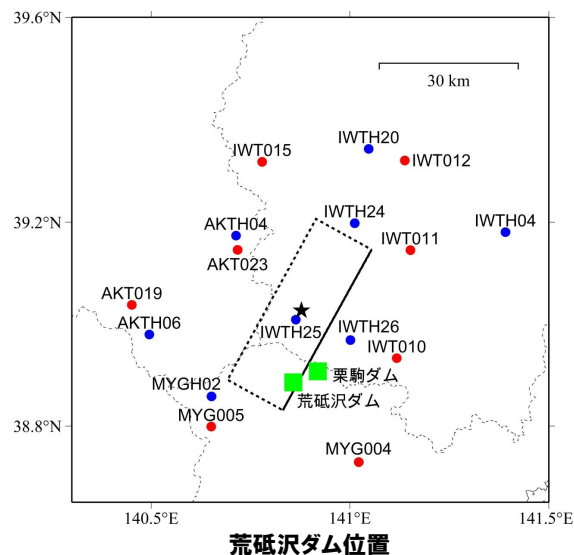 39.6°N
30 km
IWTH20
IWT015
IWT012
39.2°N
AKTH04
IWTH24
IWTH04
AKT023
IWT011
AKT019
AKTH06
IWTH25
IWTH26
IWT010
MYGH02
栗駒ダム
荒砥沢ダム
MYG005
38.8°N
MYG004
140.5°E
141°E
141.5°E
荒砥沢ダム位置